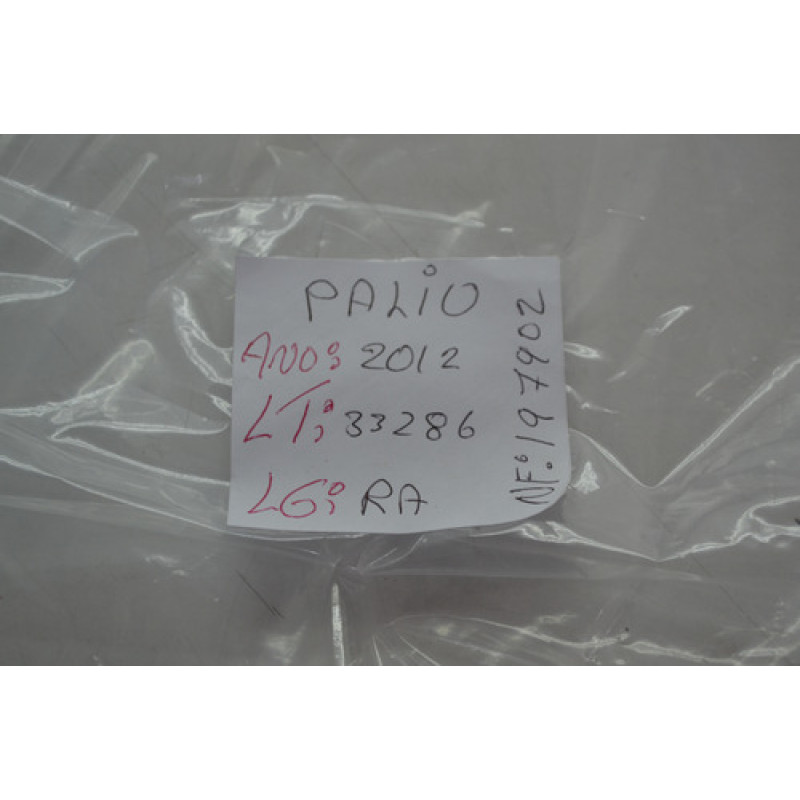 PALIO
ANO: 2012
LT: 33286
LG: RA
NF: 197902